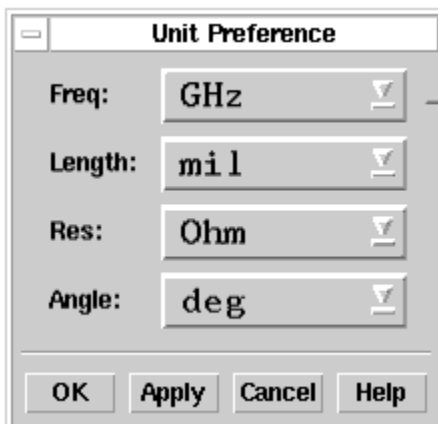 Unit Preference
Freq: GHz
Length: mil
Res: Ohm
Angle: deg
OK Apply Cancel Help